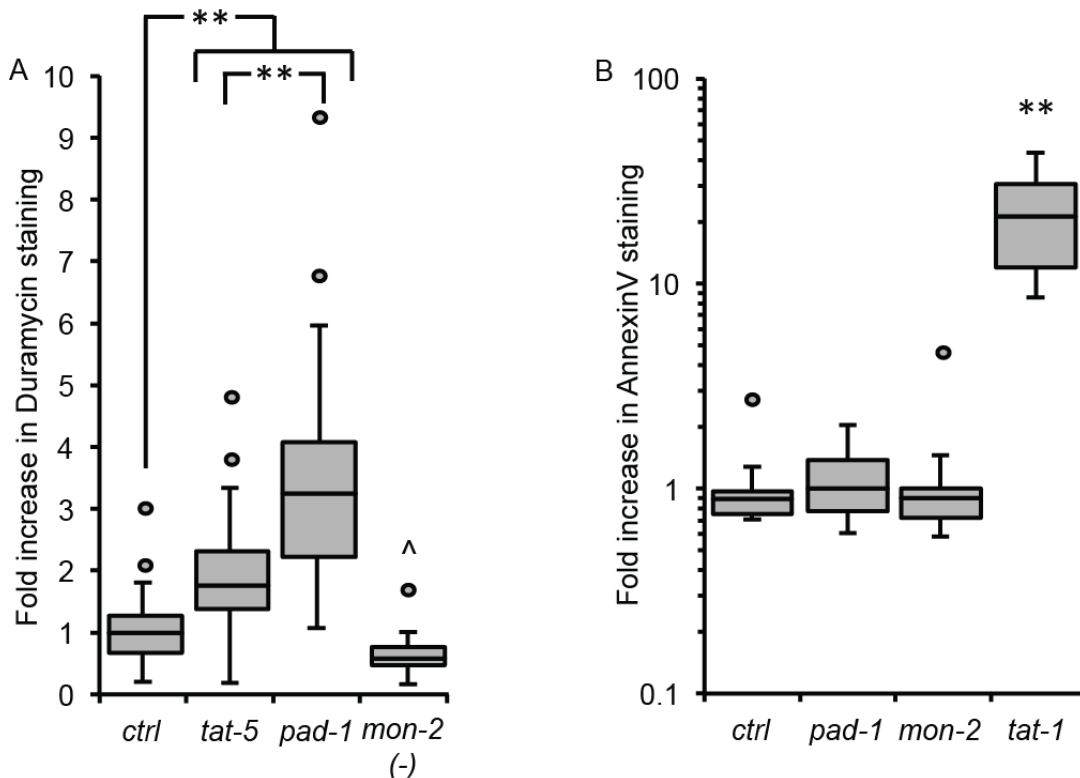 A
Fold increase in Duramycin staining
10
9
8
7
6
5
4
3
2
1
0
**
**
^
ctrl
tat-5
pad-1
mon-2
(-)
B
Fold increase in AnnexinV staining
100
10
1
0.1
**
ctrl
pad-1
mon-2
tat-1